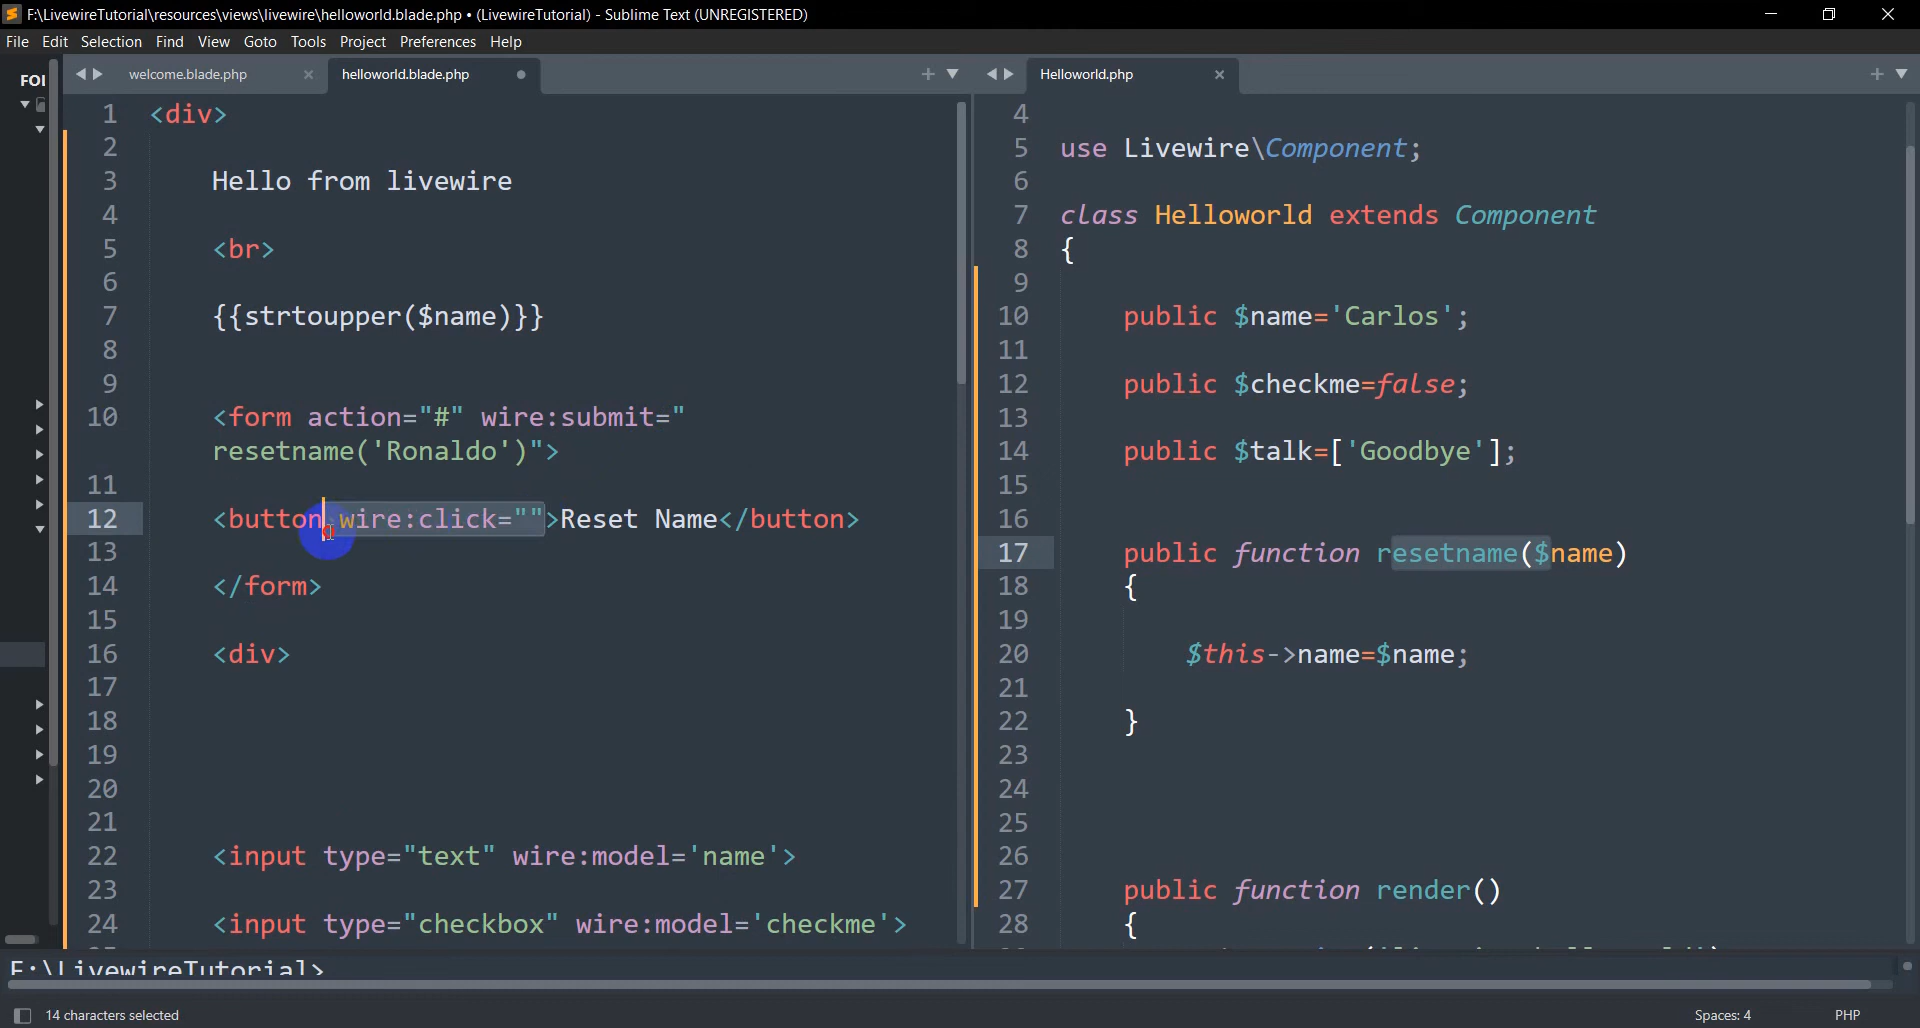 F:\LivewireTutorial\resources\views\livewire\helloworld.blade.php • (LivewireTutorial) - Sublime Text (UNREGISTERED)
File Edit Selection Find View Goto Tools Project Preferences Help
FOI
welcome.blade.php × helloworld.blade.php
1 <div>
2
3 Hello from livewire
4
5 <br>
6
7 {{strtoupper($name)}}
8
9
10 <form action="#" wire:submit="
resetname('Ronaldo')">
11
12 <button wire:click="">Reset Name</button>
13
14 </form>
15
16 <div>
17
18
19
20
21
22 <input type="text" wire:model='name'>
23
24 <input type="checkbox" wire:model='checkme'>
Helloworld.php ×
4
5 use Livewire\Component;
6
7 class Helloworld extends Component
8 {
9
10 public $name='Carlos';
11
12 public $checkme=false;
13
14 public $talk=['Goodbye'];
15
16
17 public function resetname($name)
18 {
19
20 $this->name=$name;
21
22 }
23
24
25
26
27 public function render()
28 {
F:\LivewireTutorial>
14 characters selected
Spaces: 4 PHP